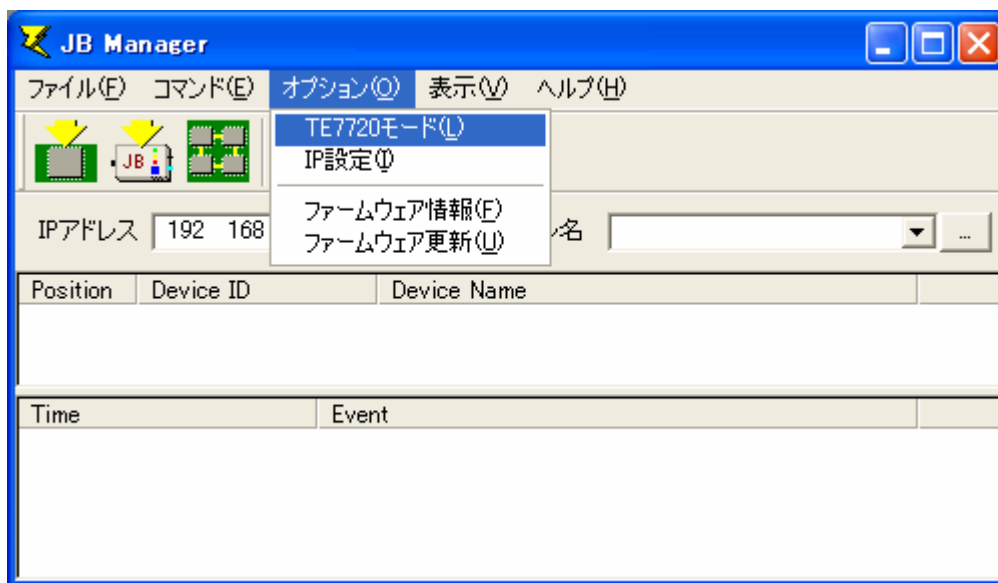 JB Manager
ファイル(F) コマンド(E) オプション(O) 表示(V) ヘルプ(H)
TE7720モード(L)
IP設定(I)
ファームウェア情報(F)
ファームウェア更新(U)
JB
IPアドレス 192 168 ル名 ...
Position Device ID Device Name
Time Event